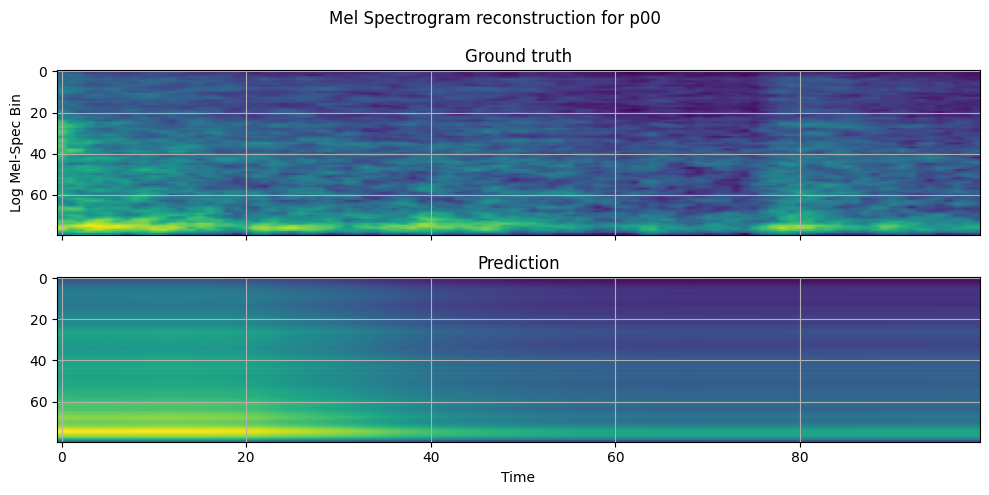 Mel Spectrogram reconstruction for p00
Ground truth
Log Mel-Spec Bin
0
20
40
60
Prediction
0
20
40
60
0 20 40 60 80
Time